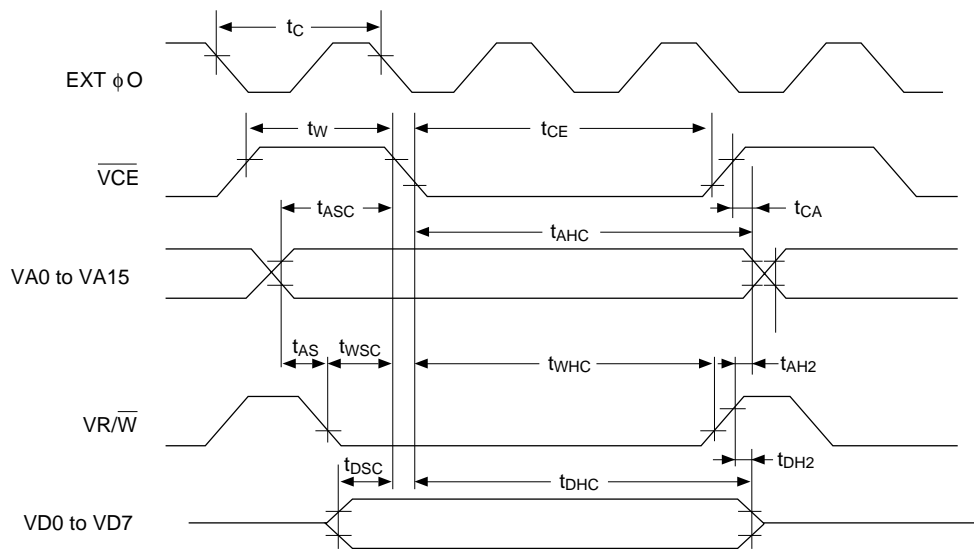 tC
EXT ϕO
tW
tCE
VCE
tASC
tCA
tAHC
VA0 to VA15
tAS
tWSC
tWHC
tAH2
VR/W
tDSC
tDH2
tDHC
VD0 to VD7